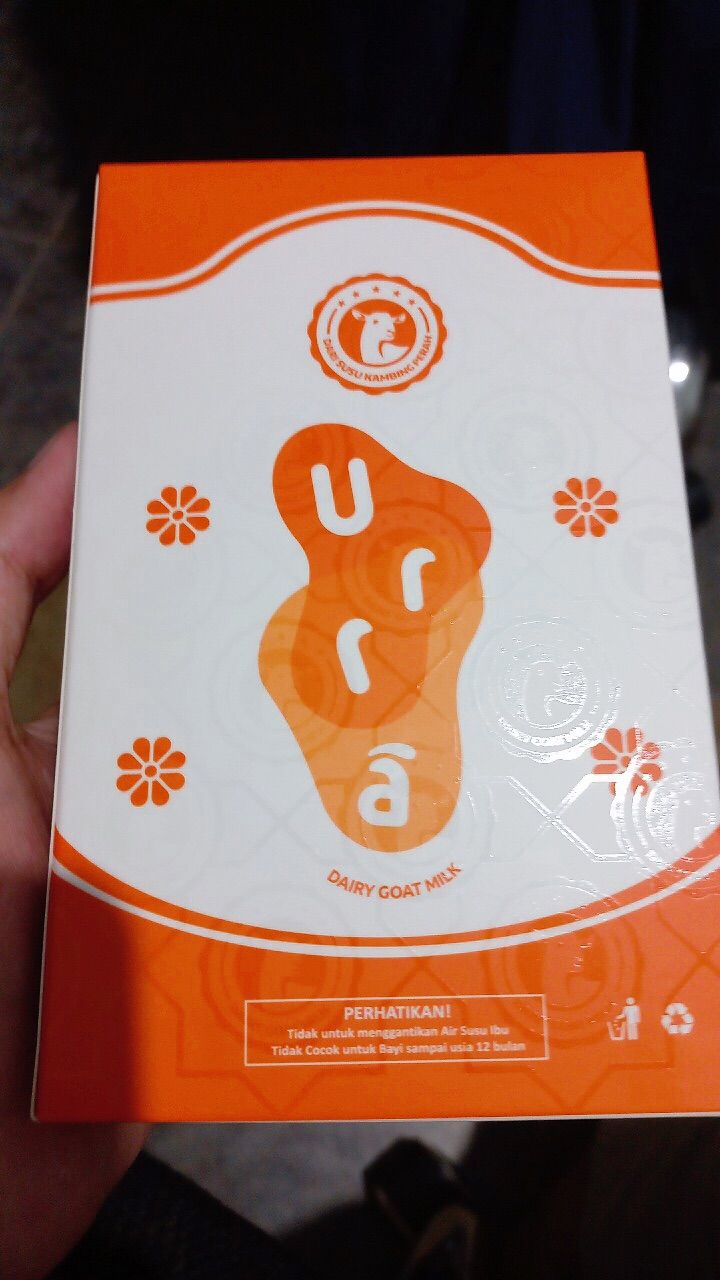 DARI SUSU KAMBING PERAH
U
r
r
ā
DAIRY GOAT MILK
PERHATIKAN!
Tidak untuk menggantikan Air Susu Ibu
Tidak Cocok untuk Bayi sampai usia 12 bulan